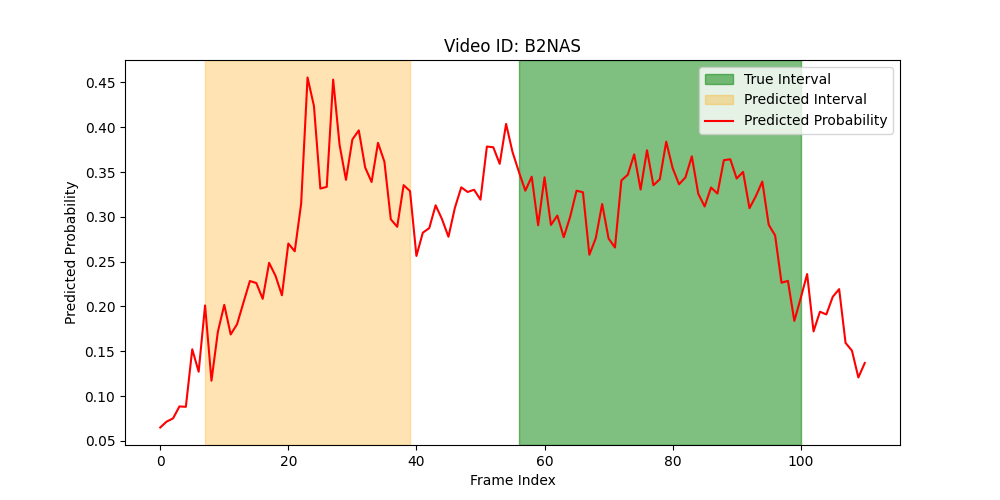 Video ID: B2NAS
True Interval
Predicted Interval
Predicted Probability
Predicted Probability
0.45
0.40
0.35
0.30
0.25
0.20
0.15
0.10
0.05
0 20 40 60 80 100
Frame Index